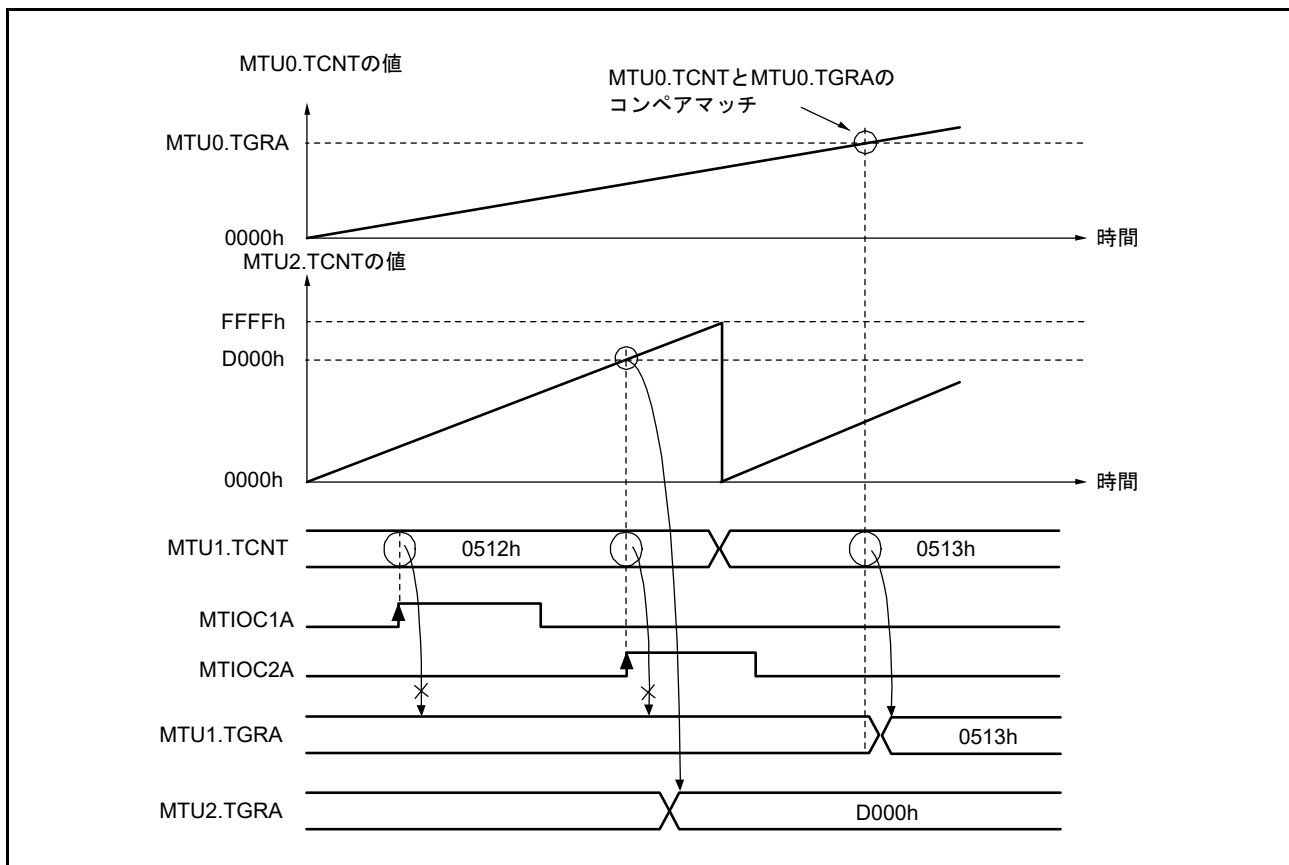 MTU0.TCNTの値
MTU0.TCNTとMTU0.TGRAの
コンペアマッチ
MTU0.TGRA
0000h
時間
MTU2.TCNTの値
FFFFh
D000h
0000h
時間
MTU1.TCNT
0512h
0513h
MTIOC1A
MTIOC2A
MTU1.TGRA
0513h
MTU2.TGRA
D000h